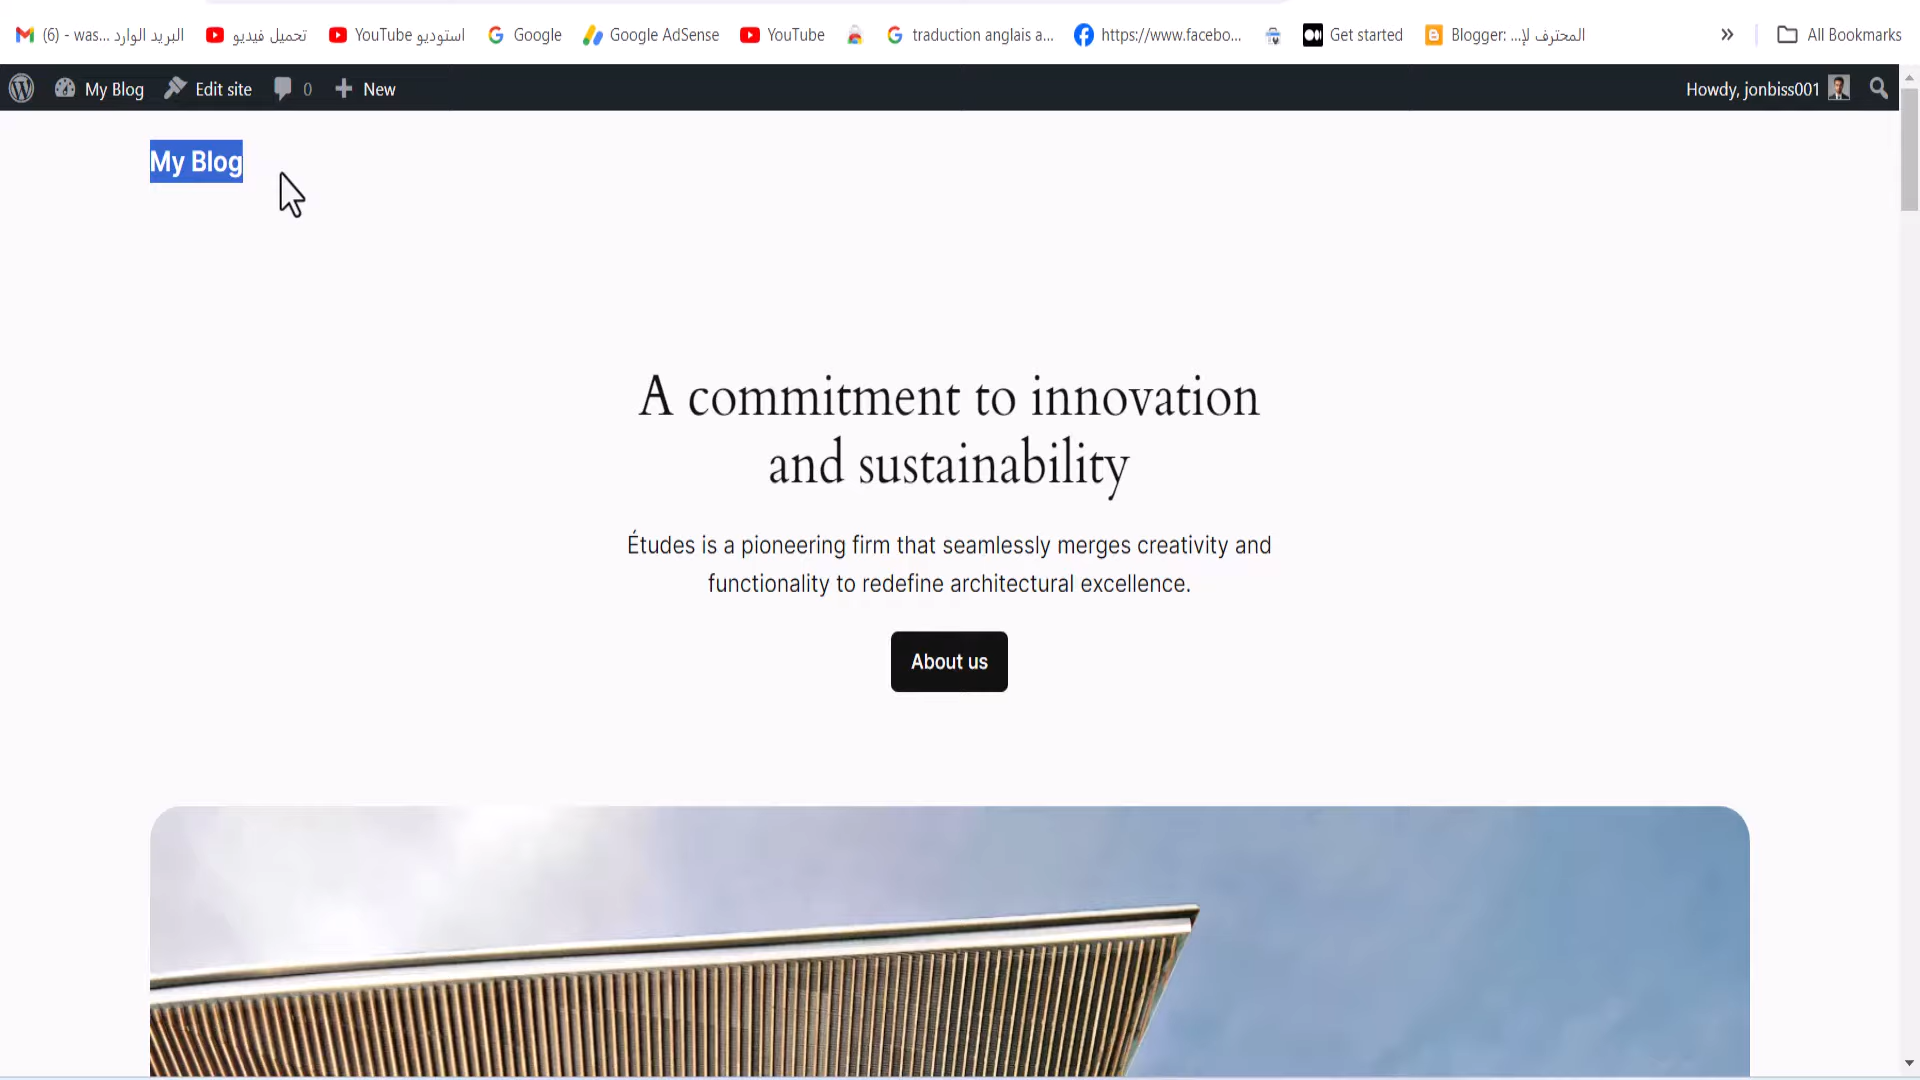 (6) - was... البريد الوارد تحميل فيديو YouTube استوديو Google Google AdSense YouTube traduction anglais a... https://www.facebo... Get started Blogger: ...المحترف لإ » All Bookmarks
My Blog Edit site 0 New Howdy, jonbiss001
My Blog
A commitment to innovation
and sustainability
Études is a pioneering firm that seamlessly merges creativity and
functionality to redefine architectural excellence.
About us